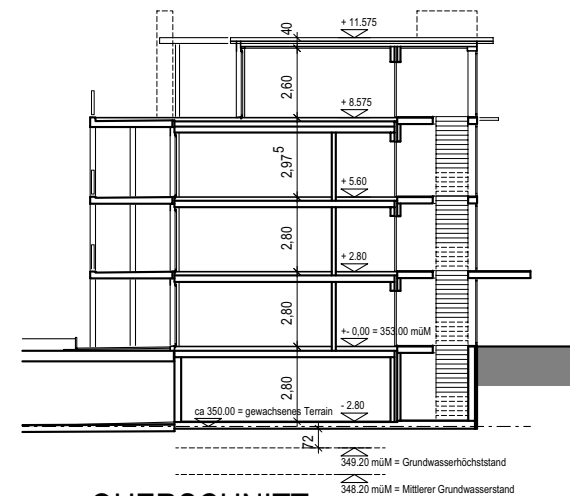 + 11.575
40
2,60
+ 8.575
2,97⁵
+ 5.60
2,80
+ 2.80
2,80
+- 0,00 = 353.00 müM
2,80
ca 350.00 = gewachsenes Terrain
- 2.80
72
349.20 müM = Grundwasserhöchststand
348.20 müM = Mittlerer Grundwasserstand
QUERSCHNITT